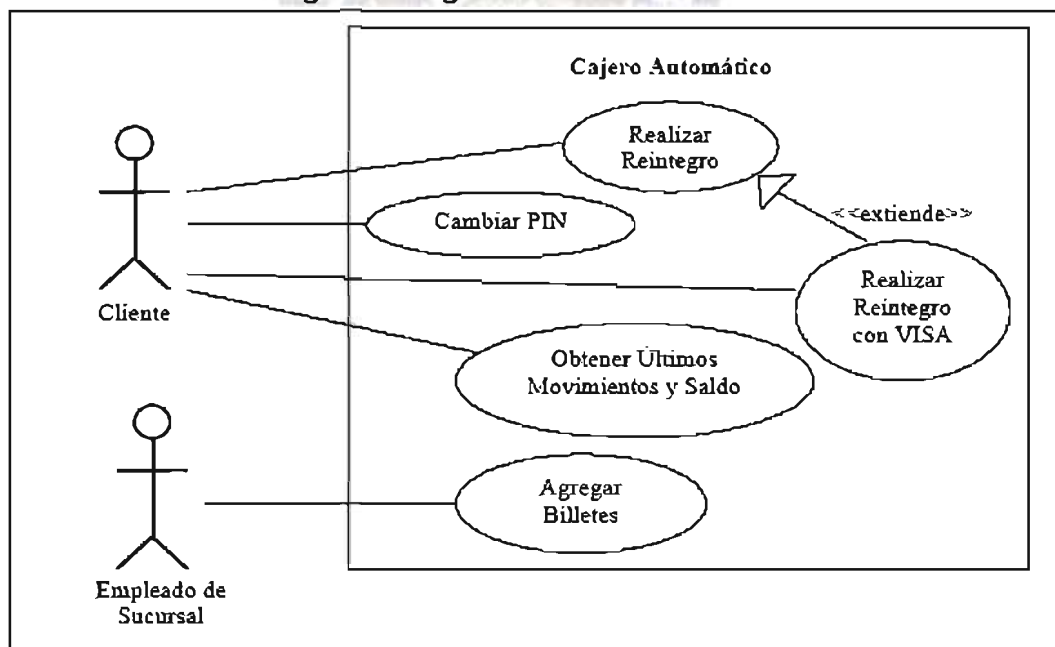 Cajero Automático
Realizar
Reintegro
<<extiende>>
Cambiar PIN
Realizar
Reintegro
con VISA
Cliente
Obtener Últimos
Movimientos y Saldo
Agregar
Billetes
Empleado de
Sucursal